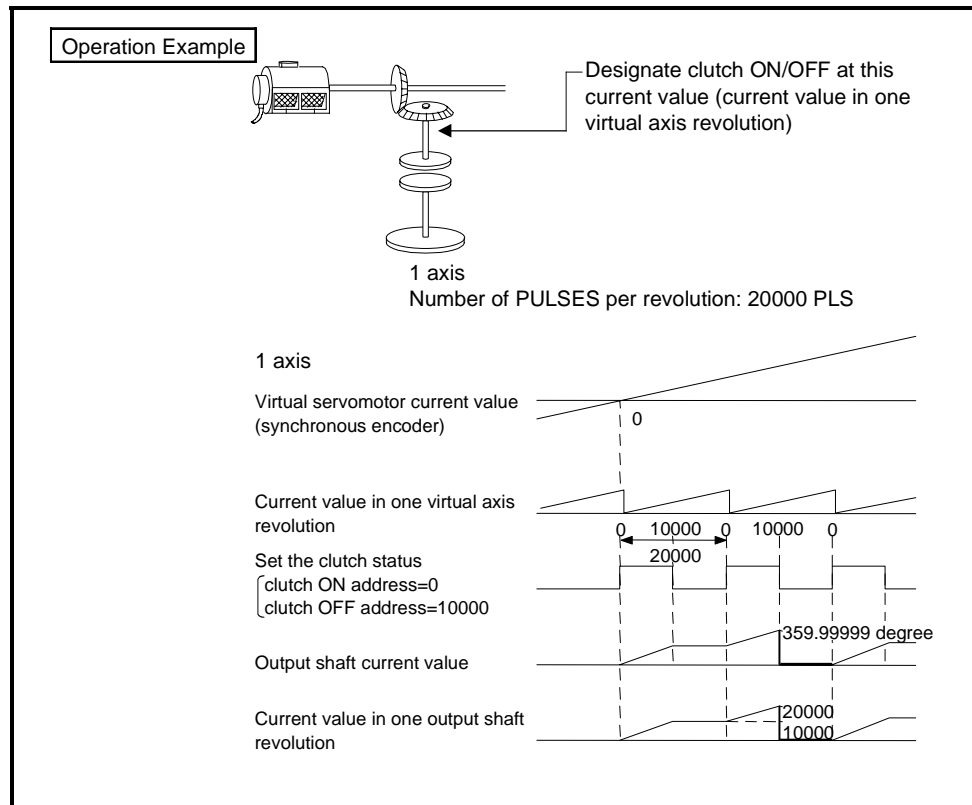 Operation Example
Designate clutch ON/OFF at this
current value (current value in one
virtual axis revolution)
1 axis
Number of PULSES per revolution: 20000 PLS
1 axis
Virtual servomotor current value
(synchronous encoder)
0
Current value in one virtual axis
revolution
0 10000 0 10000 0
20000
Set the clutch status
clutch ON address=0
clutch OFF address=10000
359.99999 degree
Output shaft current value
Current value in one output shaft
revolution
20000
10000